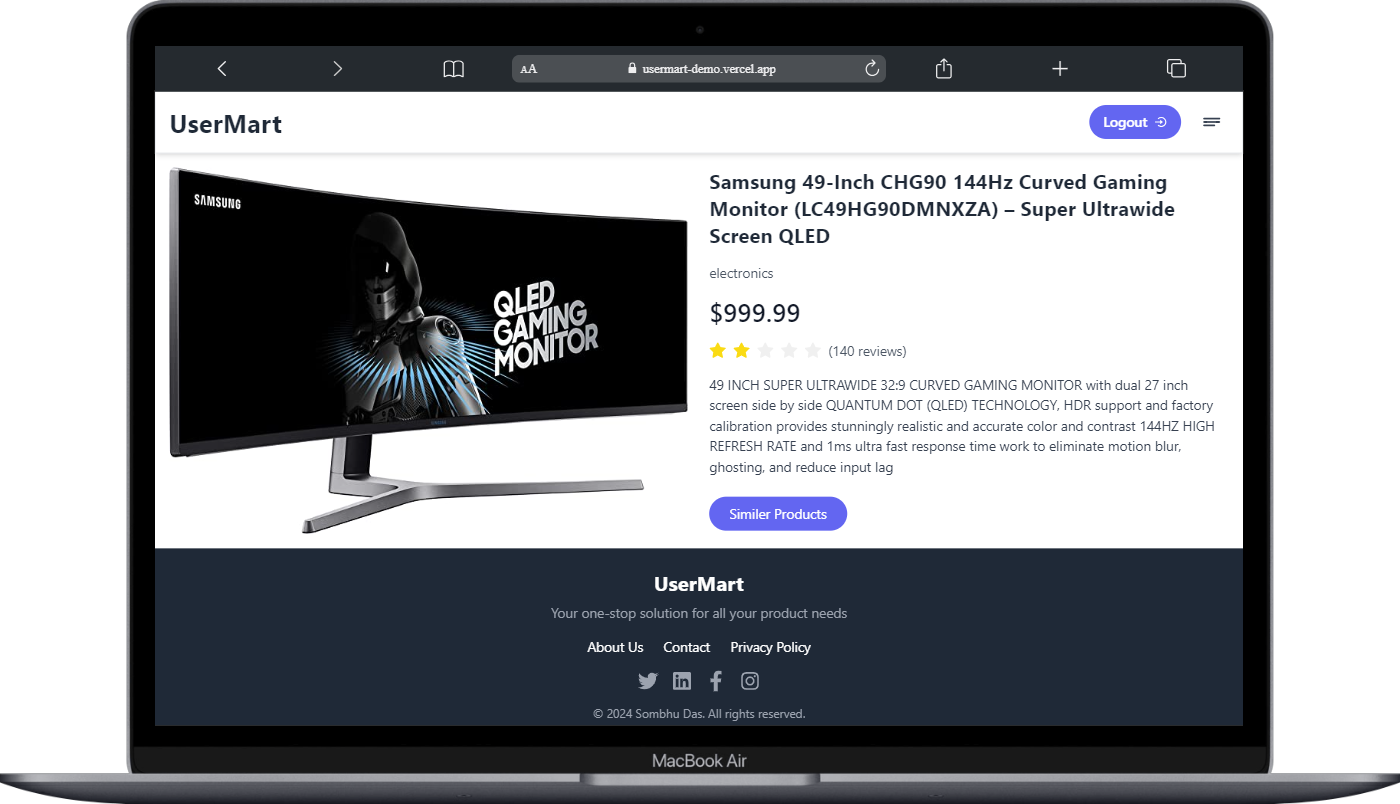 AA
usermart-demo.vercel.app
UserMart
Logout
SAMSUNG
QLED
GAMING
MONITOR
Samsung 49-Inch CHG90 144Hz Curved Gaming
Monitor (LC49HG90DMNXZA) – Super Ultrawide
Screen QLED
electronics
$999.99
(140 reviews)
49 INCH SUPER ULTRAWIDE 32:9 CURVED GAMING MONITOR with dual 27 inch
screen side by side QUANTUM DOT (QLED) TECHNOLOGY, HDR support and factory
calibration provides stunningly realistic and accurate color and contrast 144HZ HIGH
REFRESH RATE and 1ms ultra fast response time work to eliminate motion blur,
ghosting, and reduce input lag
Similer Products
UserMart
Your one-stop solution for all your product needs
About Us Contact Privacy Policy
© 2024 Sombhu Das. All rights reserved.
MacBook Air